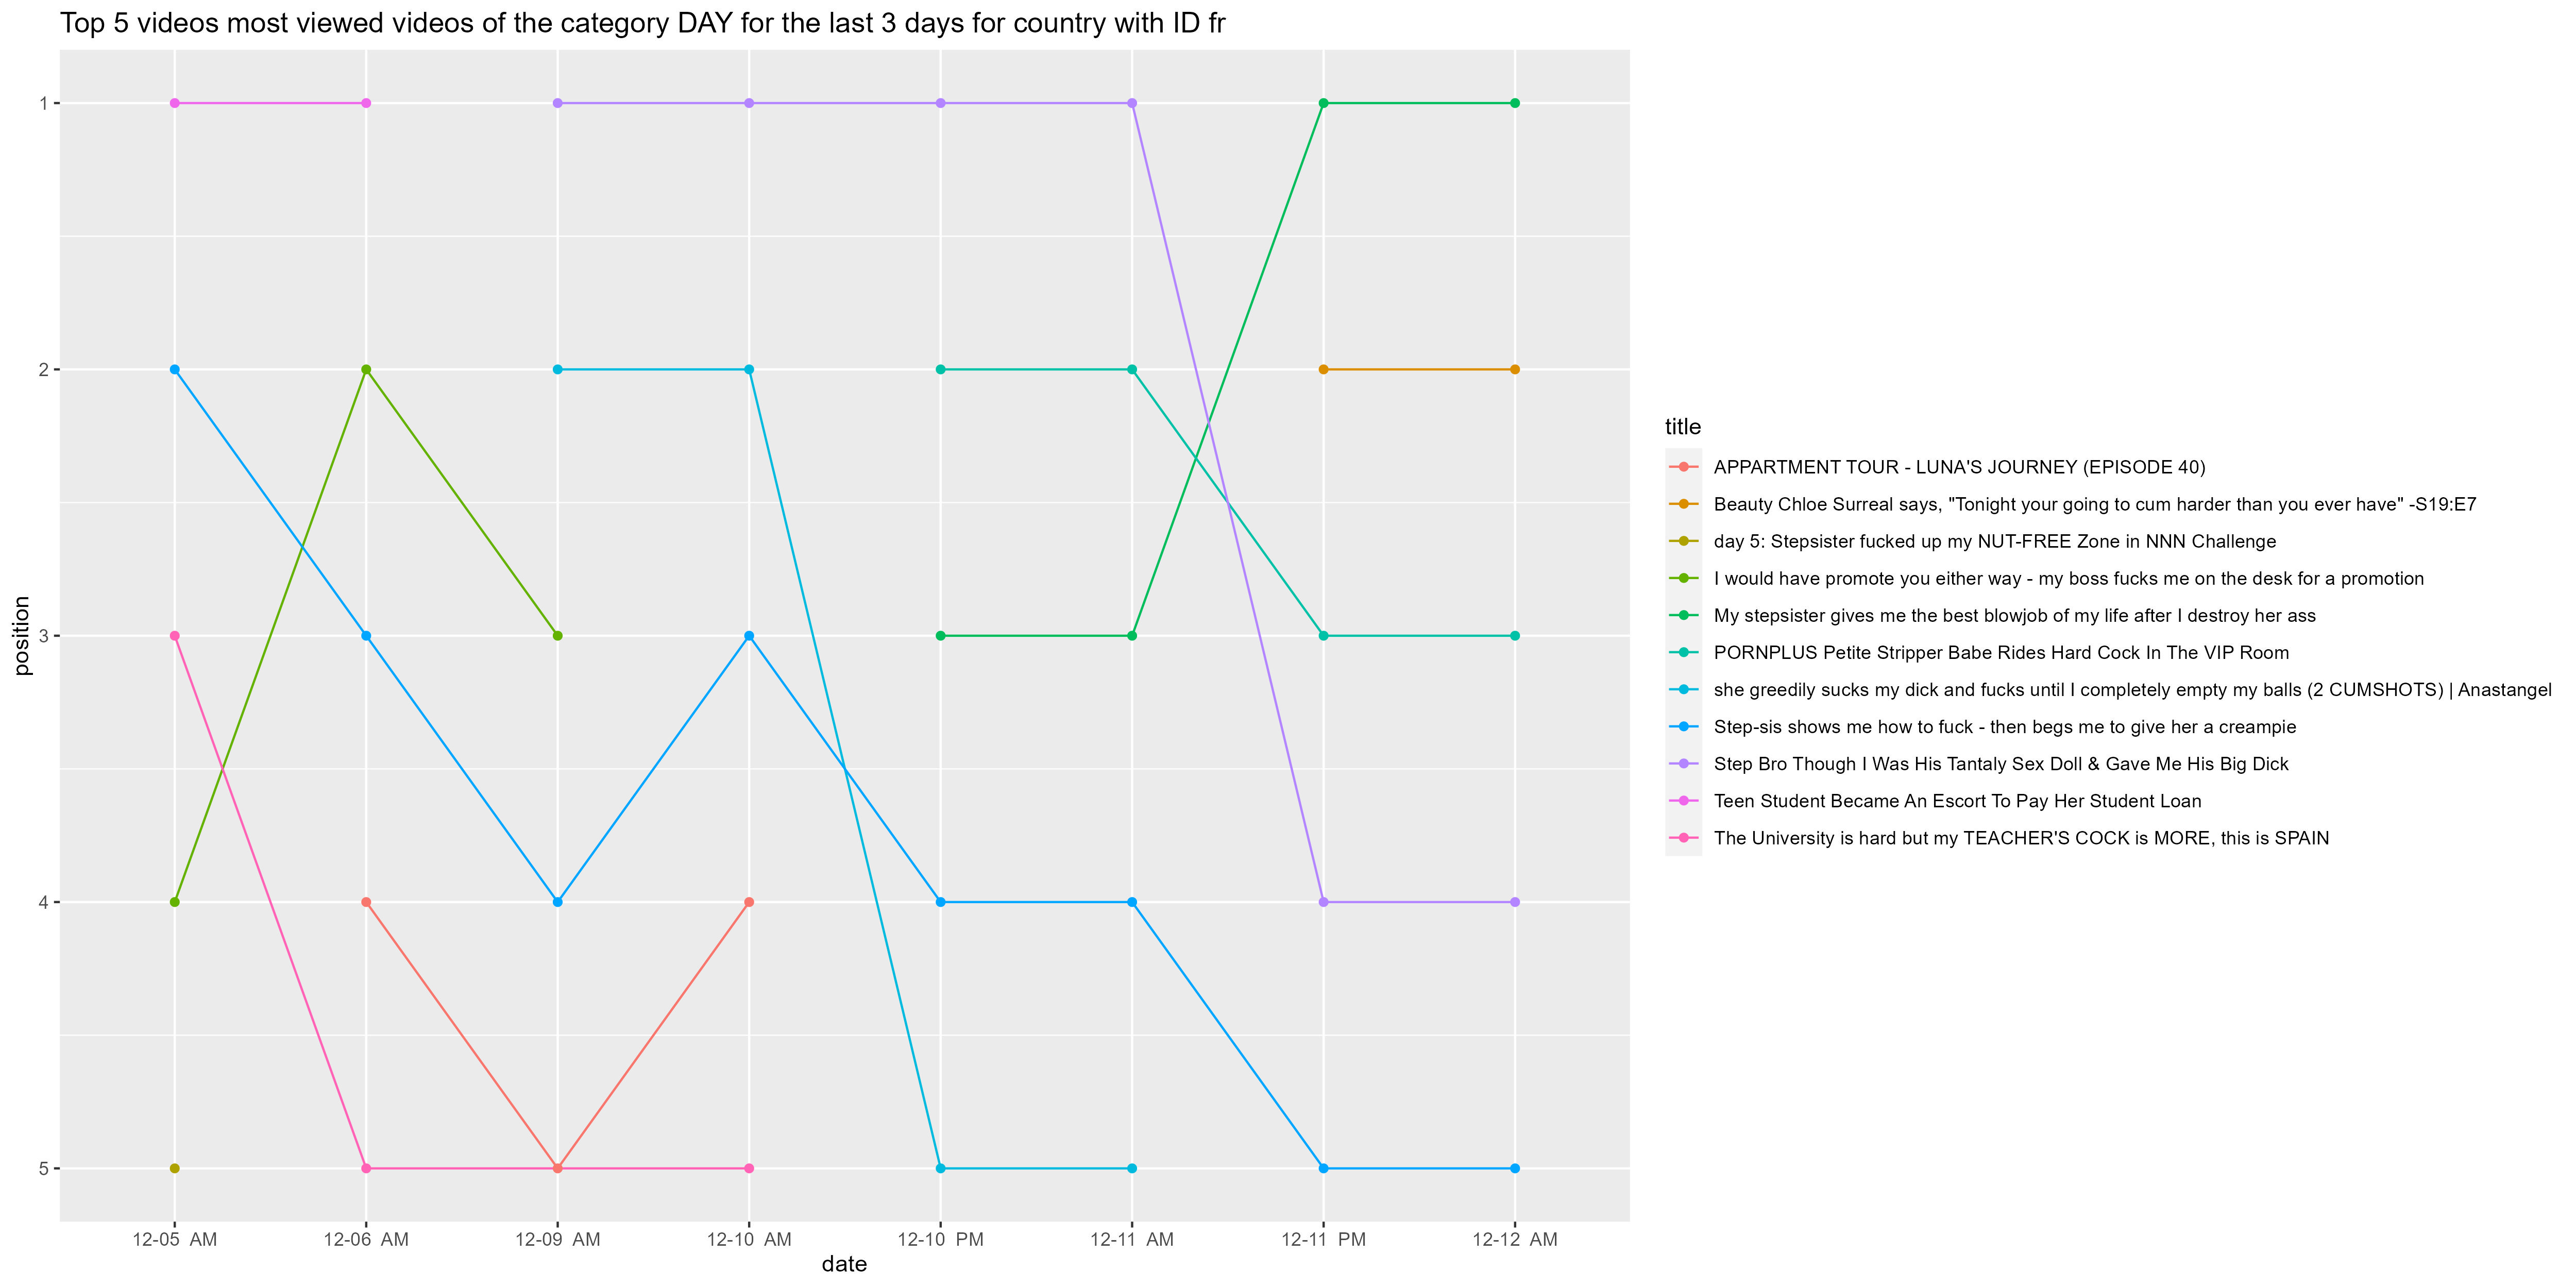 Top 5 videos most viewed videos of the category DAY for the last 3 days for country with ID fr
position
1
2
3
4
5
12-05 AM
12-06 AM
12-09 AM
12-10 AM
12-10 PM
12-11 AM
12-11 PM
12-12 AM
date
title
APPARTMENT TOUR - LUNA'S JOURNEY (EPISODE 40)
Beauty Chloe Surreal says, "Tonight your going to cum harder than you ever have" -S19:E7
day 5: Stepsister fucked up my NUT-FREE Zone in NNN Challenge
I would have promote you either way - my boss fucks me on the desk for a promotion
My stepsister gives me the best blowjob of my life after I destroy her ass
PORNPLUS Petite Stripper Babe Rides Hard Cock In The VIP Room
she greedily sucks my dick and fucks until I completely empty my balls (2 CUMSHOTS) | Anastangel
Step-sis shows me how to fuck - then begs me to give her a creampie
Step Bro Though I Was His Tantaly Sex Doll & Gave Me His Big Dick
Teen Student Became An Escort To Pay Her Student Loan
The University is hard but my TEACHER'S COCK is MORE, this is SPAIN